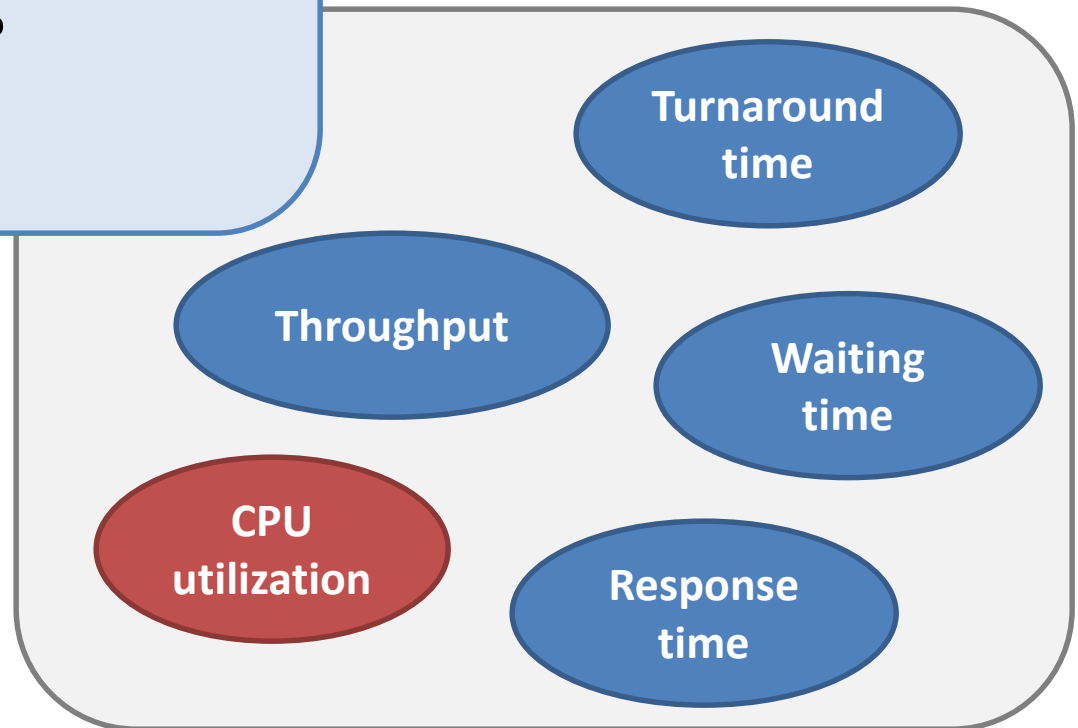 Turnaround
time
Throughput
Waiting
time
CPU
utilization
Response
time